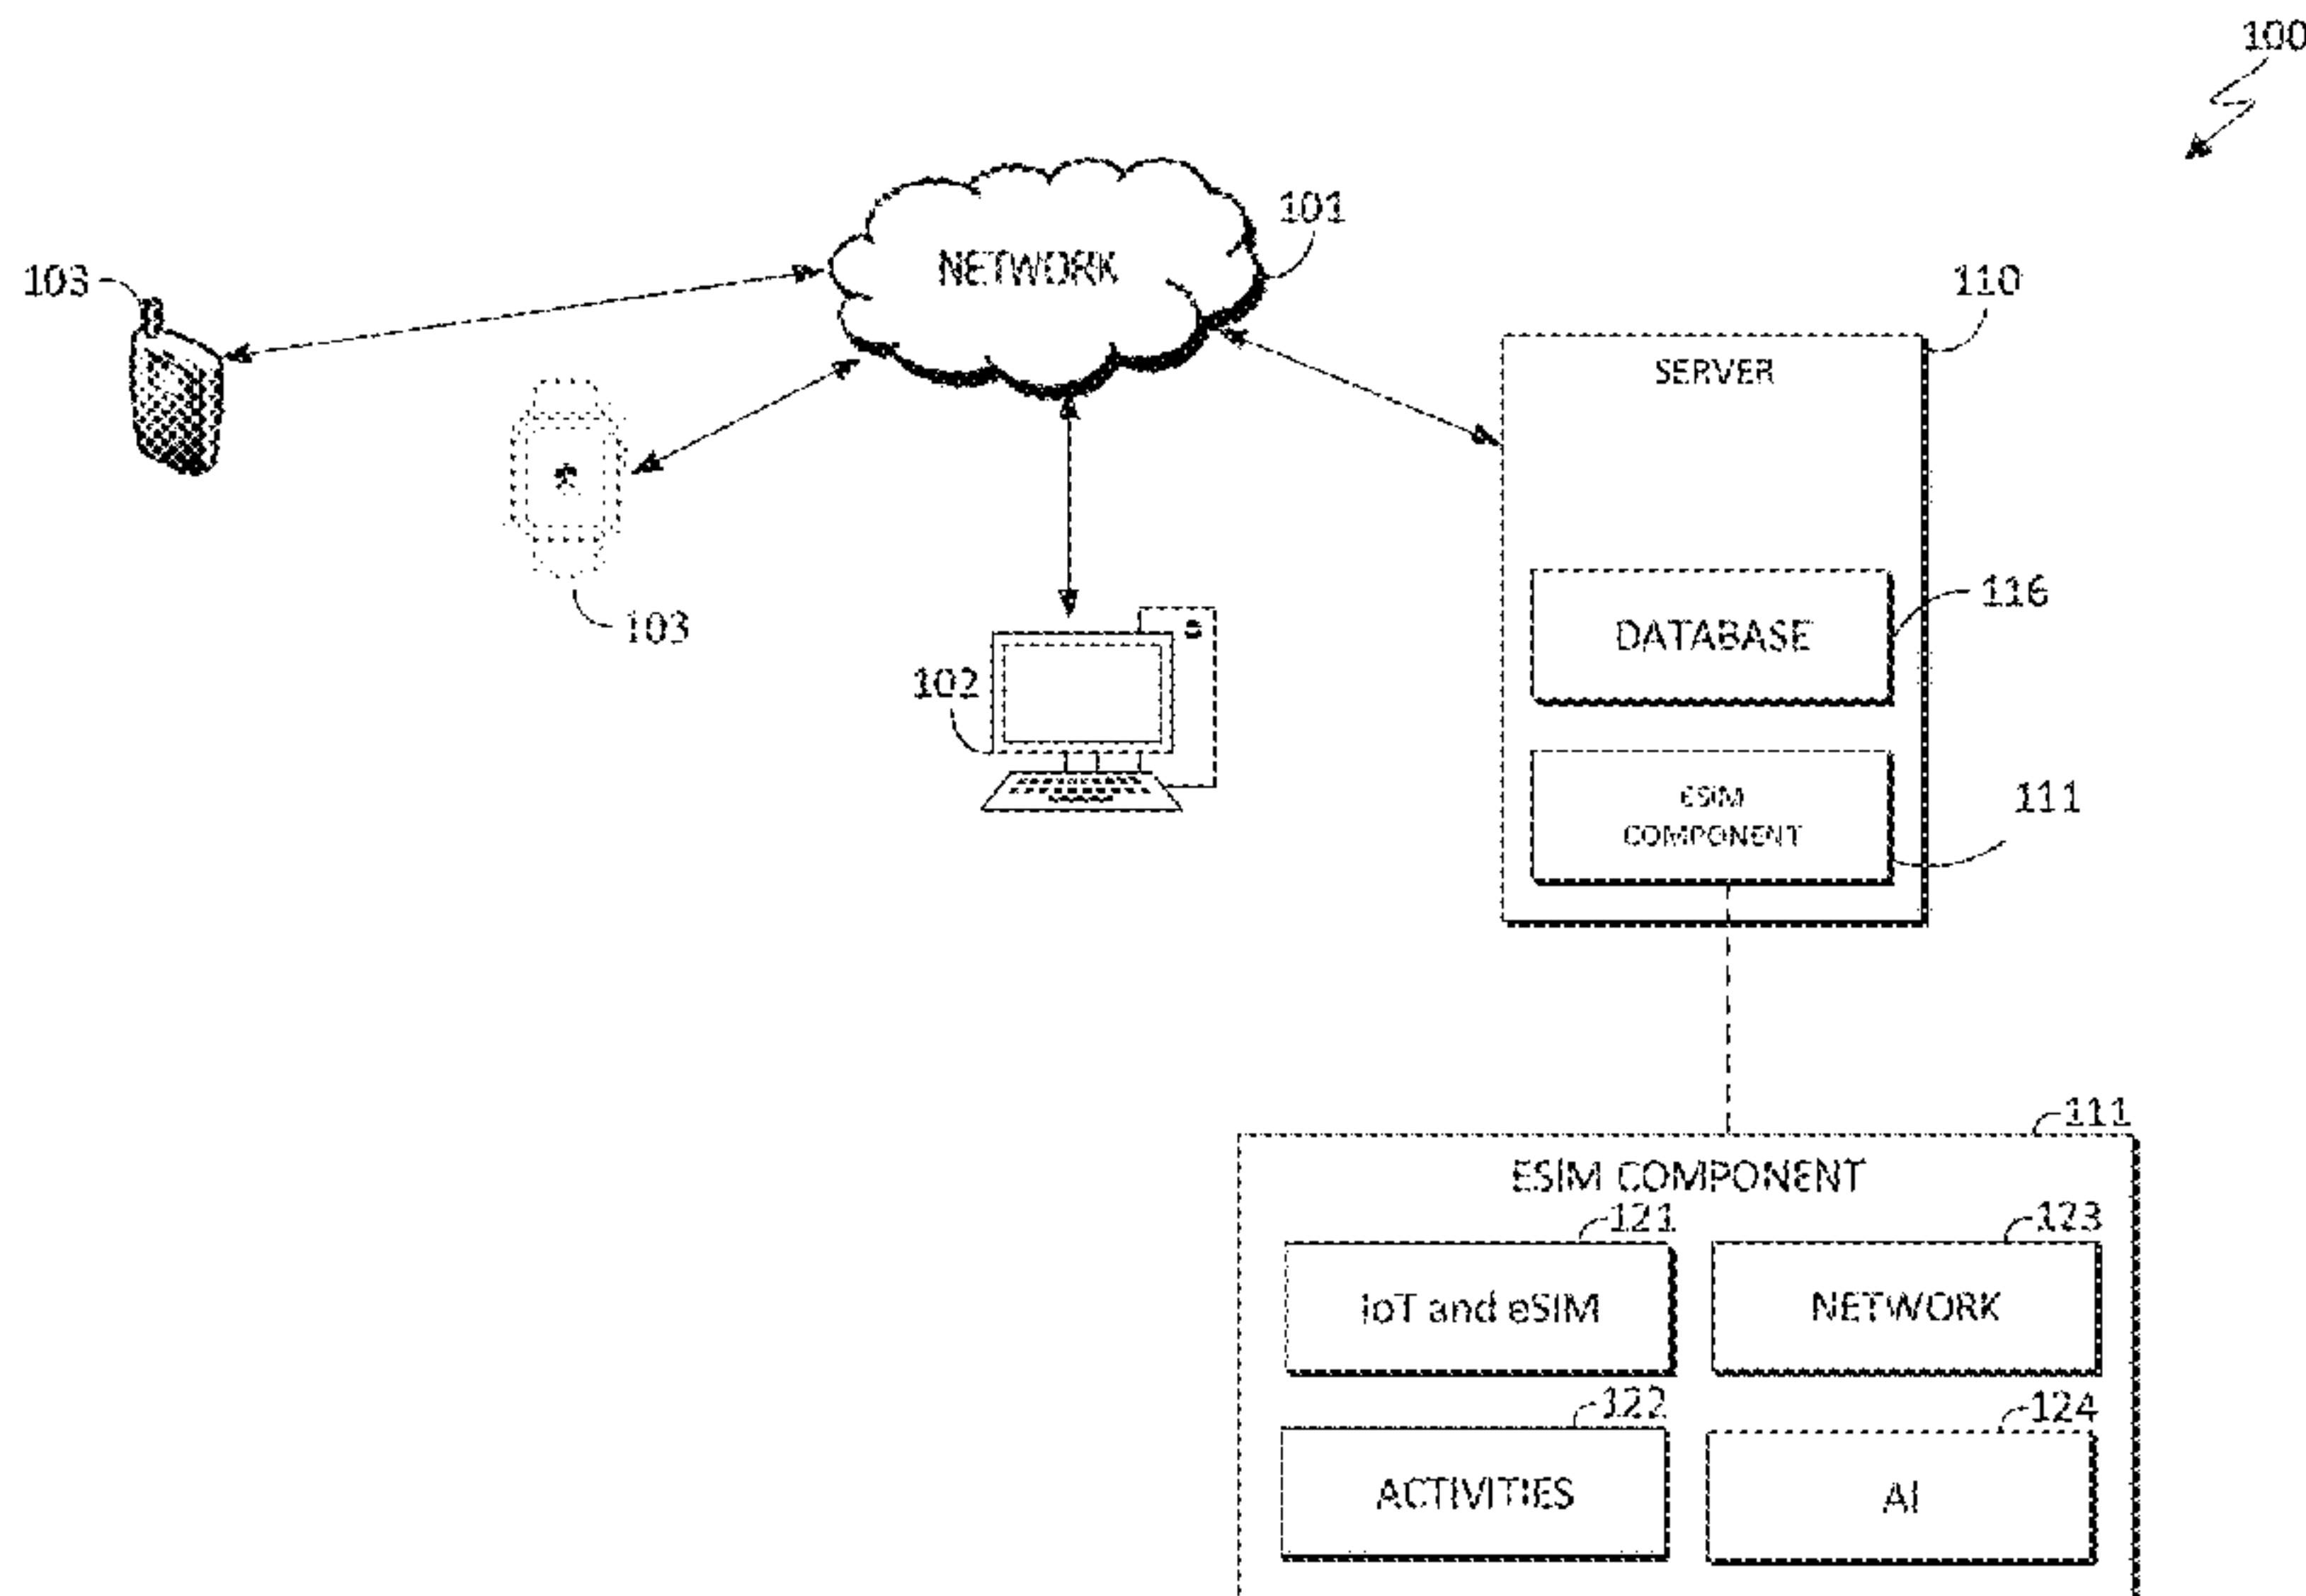 100
101
NETWORK
103
110
SERVER
116
DATABASE
103
102
ESIM
COMPONENT
111
111
ESIM COMPONENT
121
123
IoT and eSIM
NETWORK
122
124
ACTIVITIES
AI